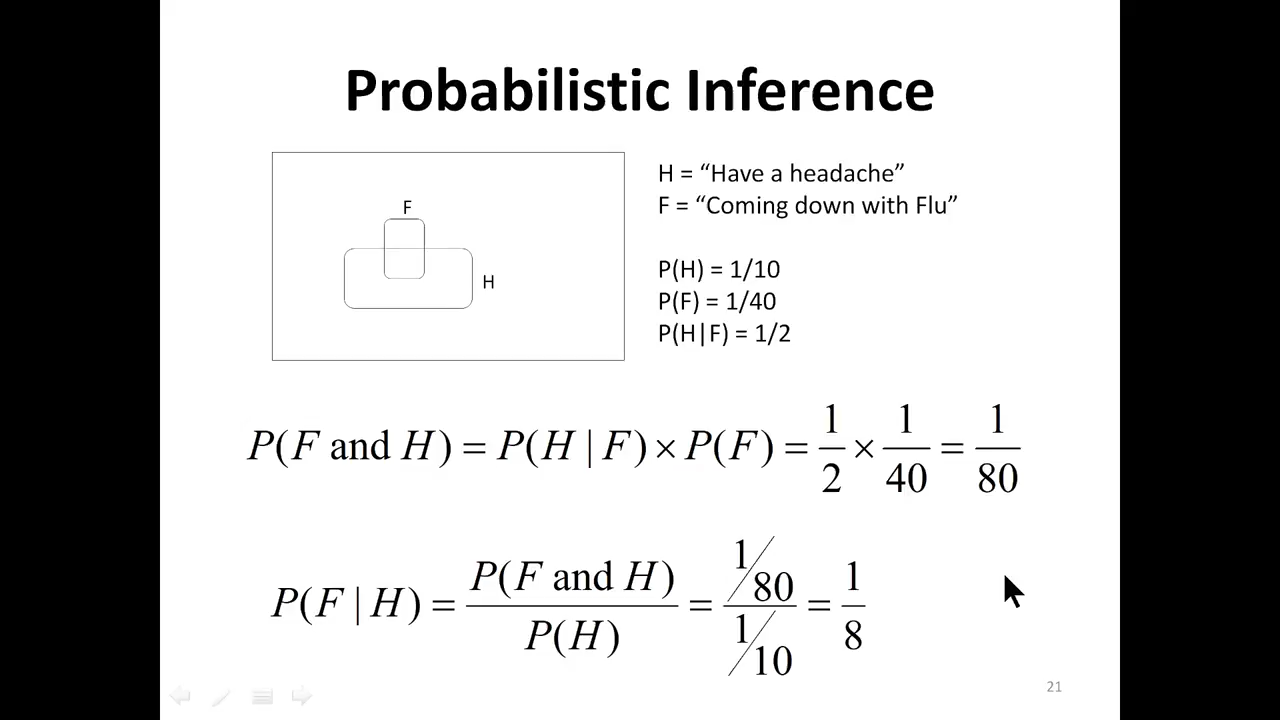 Probabilistic Inference
F
H
H = “Have a headache”
F = “Coming down with Flu”
P(H) = 1/10
P(F) = 1/40
P(H|F) = 1/2
P(F and H) = P(H | F) × P(F) = 1/2 × 1/40 = 1/80
P(F | H) = P(F and H)/P(H) = (1/80)/(1/10) = 1/8
21